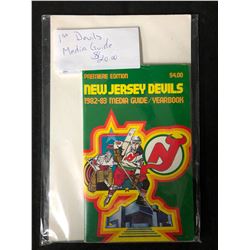 1st Devils
Media Guide
$20.00
PREMIERE EDITION
$4.00
NEW JERSEY DEVILS
1982-83 MEDIA GUIDE/YEARBOOK